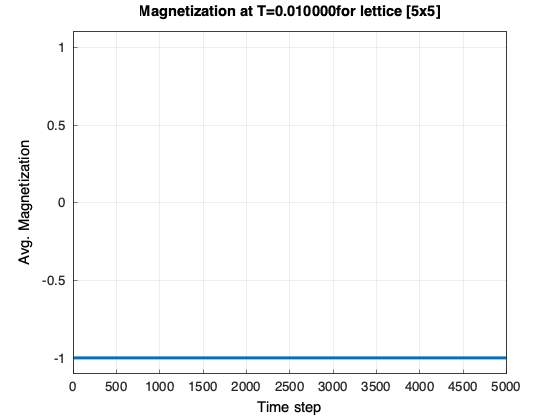 Magnetization at T=0.010000for lettice [5x5]
1
0.5
0
-0.5
-1
Avg. Magnetization
0 500 1000 1500 2000 2500 3000 3500 4000 4500 5000
Time step